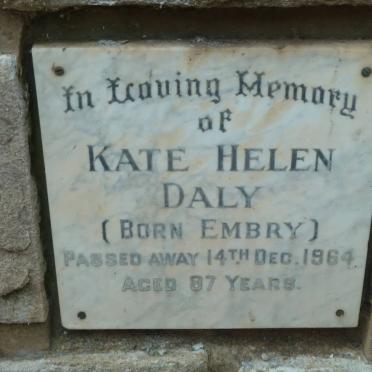 In Loving Memory
of
KATE HELEN
DALY
(BORN EMBRY)
PASSED AWAY 14TH DEC. 1964
AGED 87 YEARS.